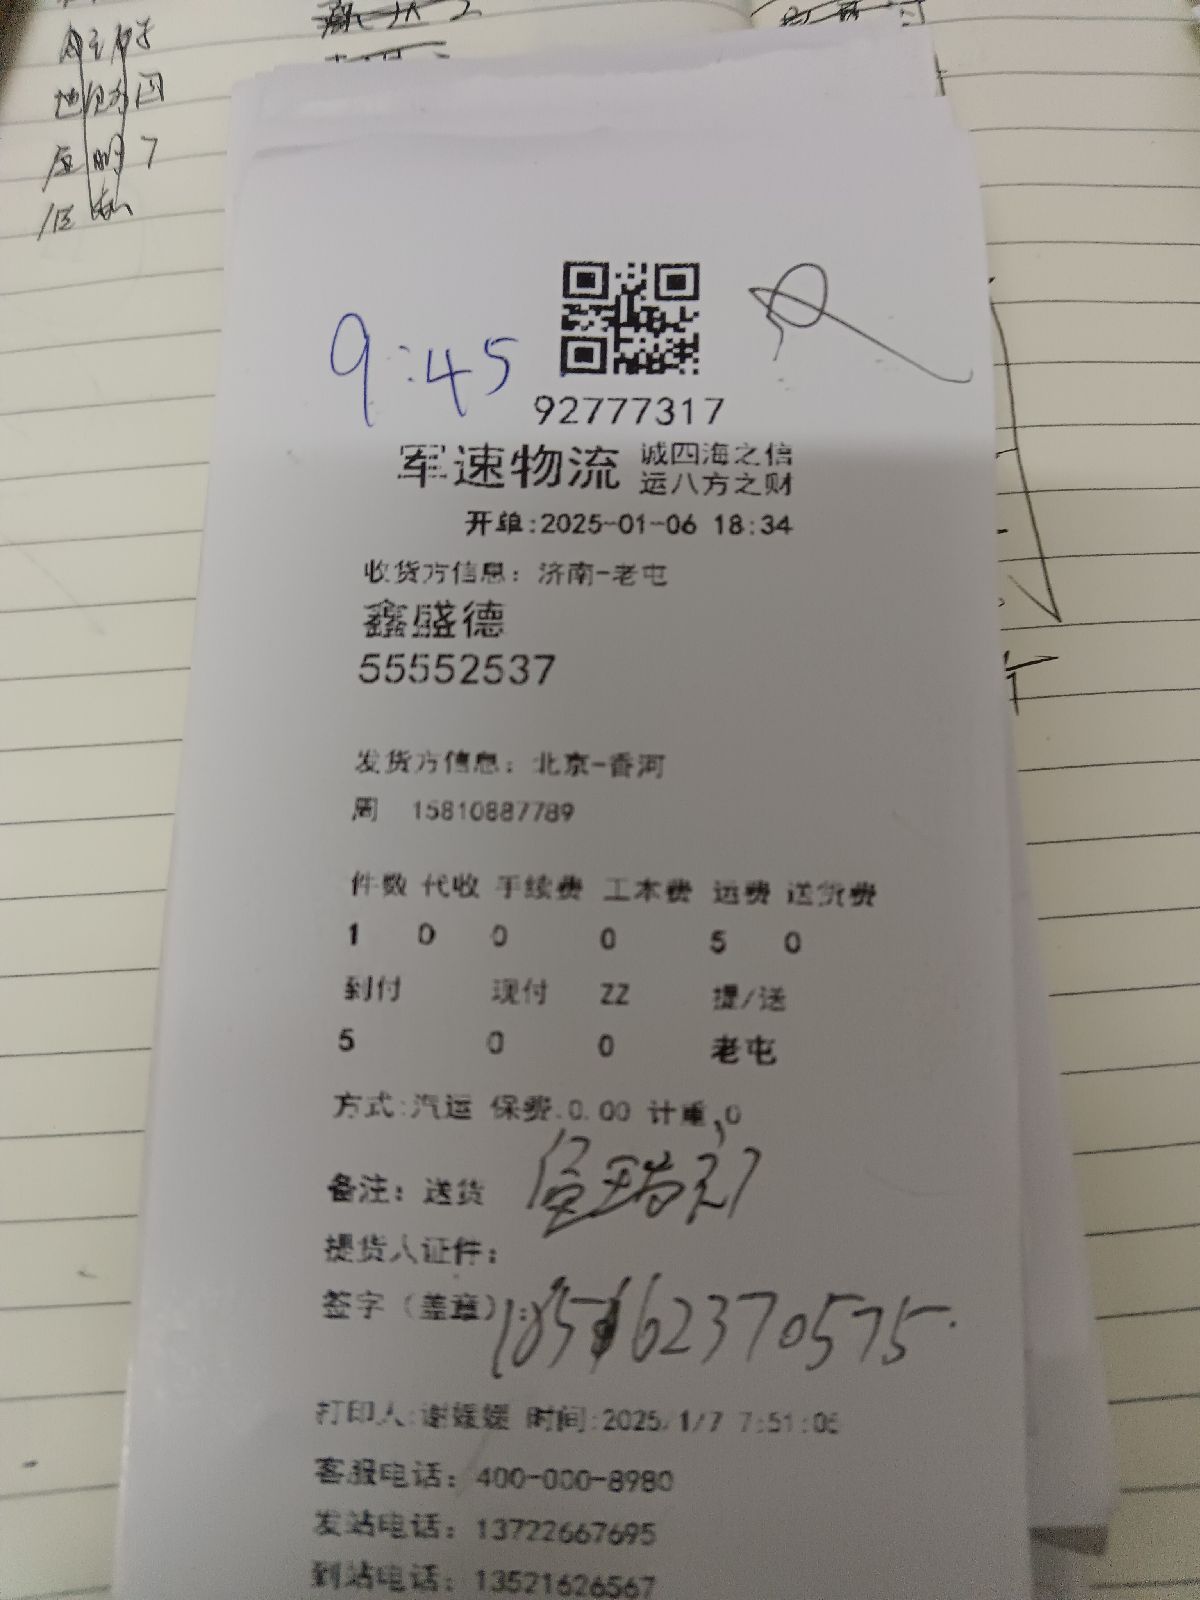 9:45
92777317
军速物流 诚四海之信
运八方之财
开单:2025-01-06 18:34
收货方信息：济南-老屯
鑫盛德
55552537
发货方信息：北京-香河
周 15810887789
件数 代收 手续费 工本费 运费 送货费
1 0 0 0 5 0
到付 现付 ZZ 提/送
5 0 0 老屯
方式:汽运 保费:0.00 计重:0
备注：送货
提货人证件：
签字（盖章）:
打印人:谢媛媛 时间:2025/1/7 7:51:05
客服电话：400-000-8980
发站电话：13722667695
到站电话：13521626567